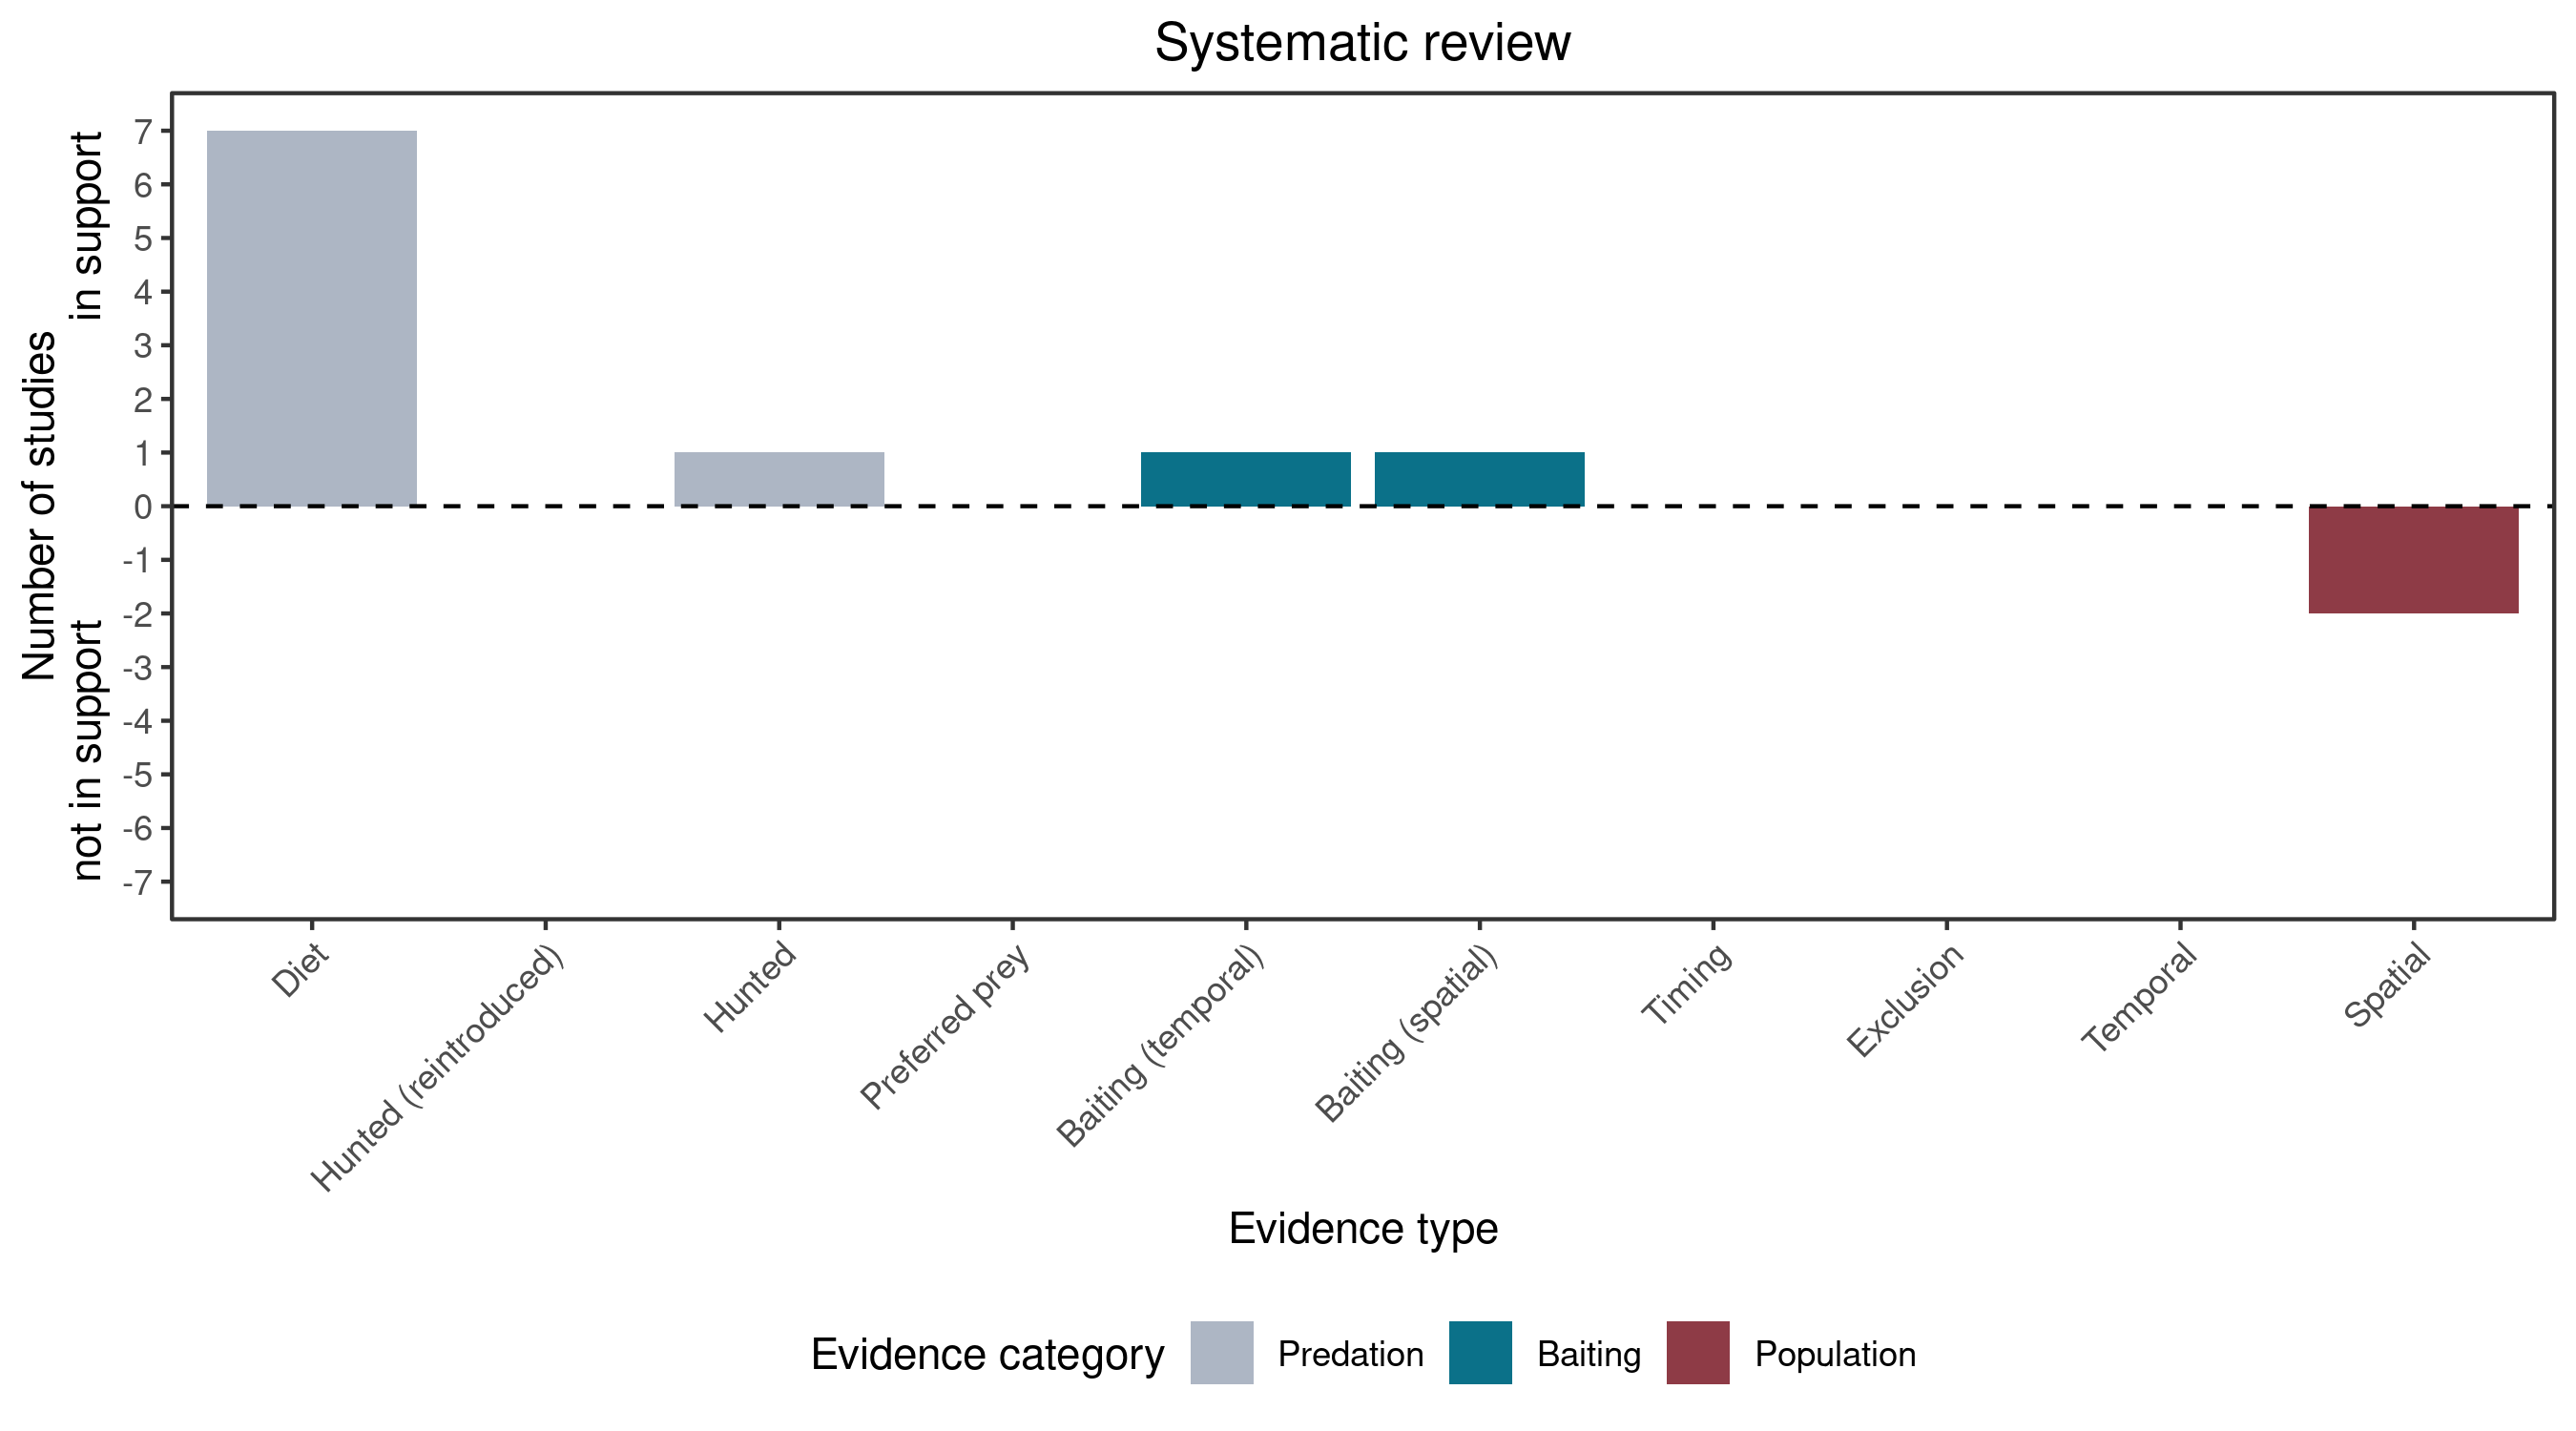 Systematic review
Number of studies
not in support in support
7
6
5
4
3
2
1
0
-1
-2
-3
-4
-5
-6
-7
Diet
Hunted (reintroduced)
Hunted
Preferred prey
Baiting (temporal)
Baiting (spatial)
Timing
Exclusion
Temporal
Spatial
Evidence type
Evidence category Predation Baiting Population